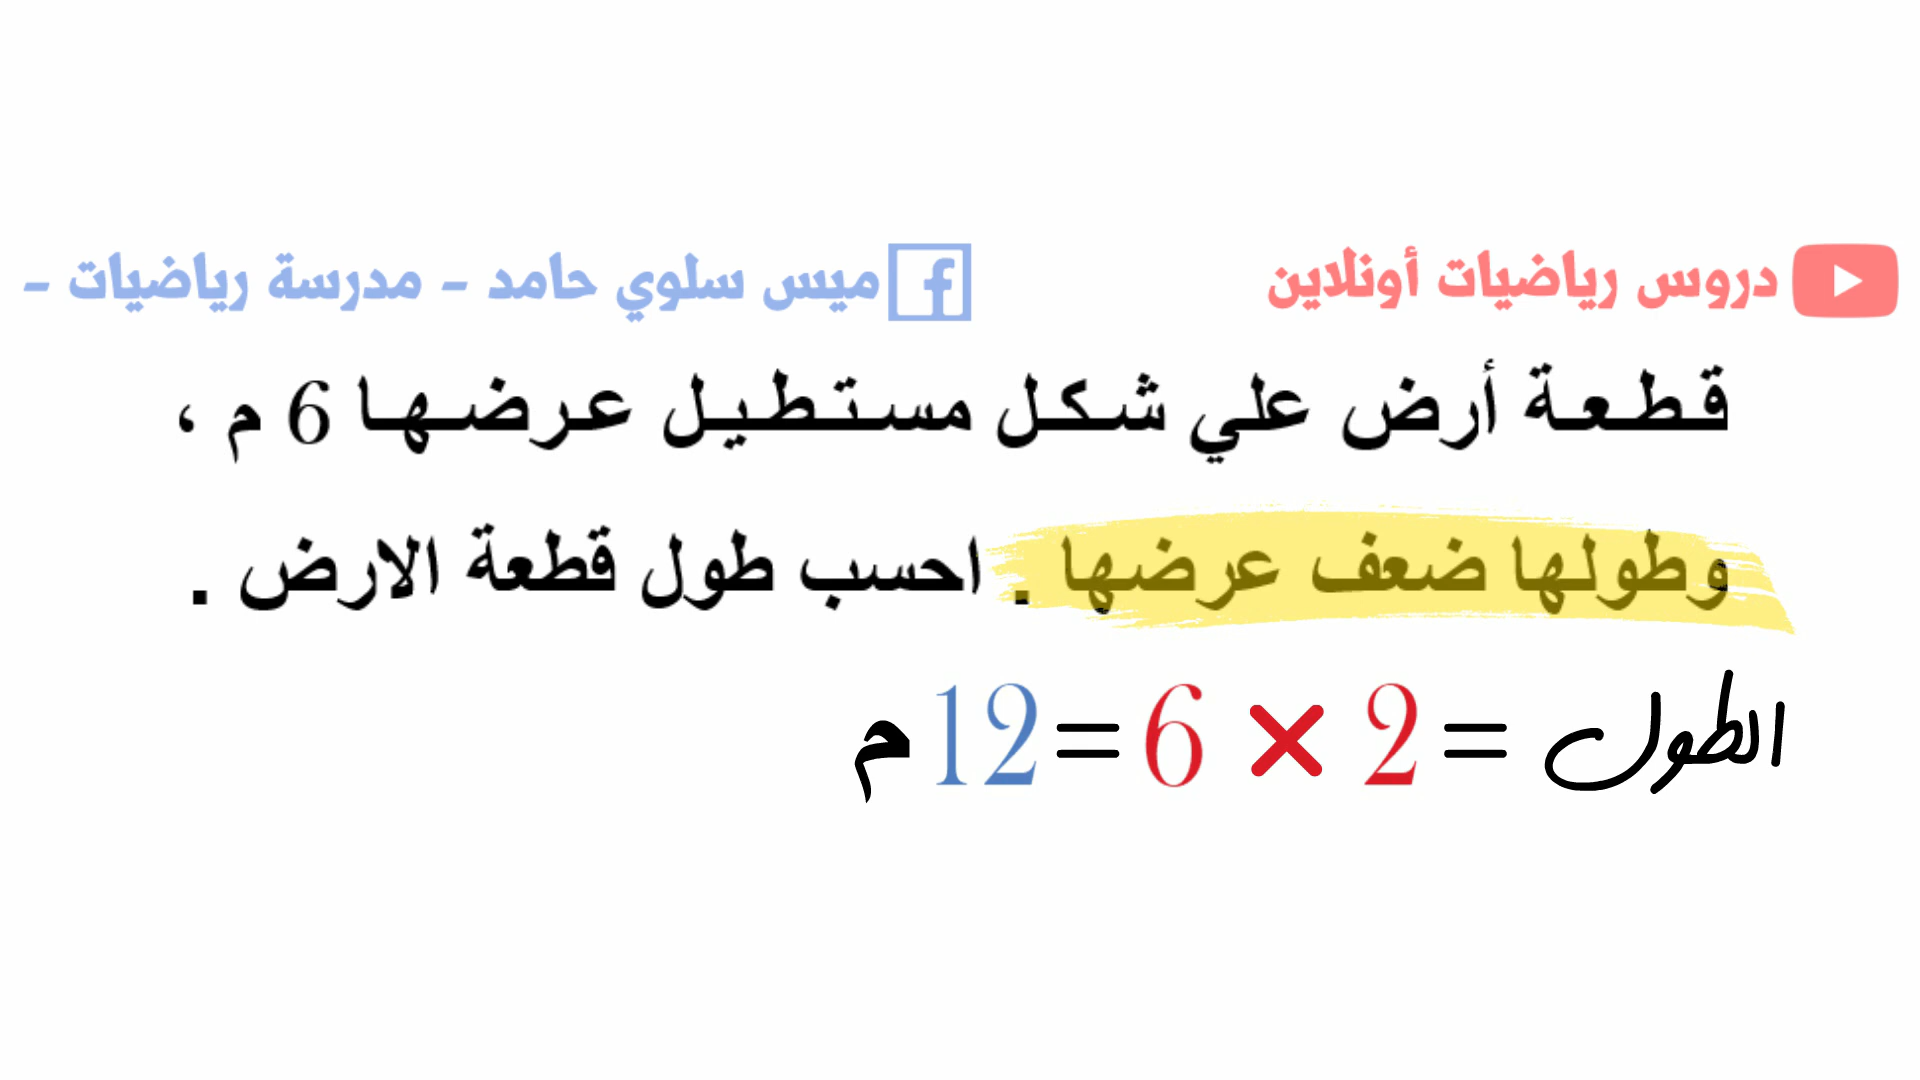 دروس رياضيات أونلاين
ميس سلوي حامد - مدرسة رياضيات -
قطعة أرض علي شكل مستطيل عرضها 6 م ،
وطولها ضعف عرضها . احسب طول قطعة الارض .
الطول = 2 × 6 = 12 م